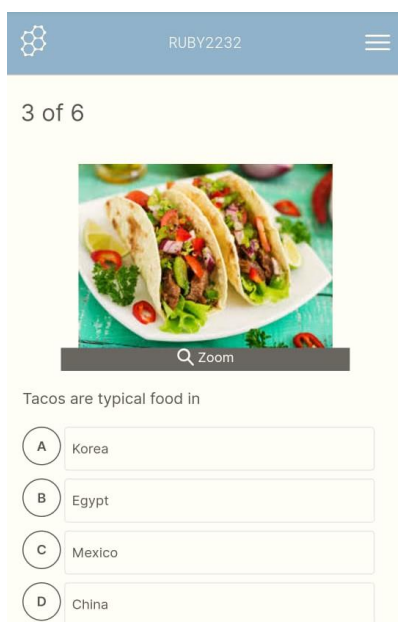 RUBY2232
3 of 6
Zoom
Tacos are typical food in
A Korea
B Egypt
C Mexico
D China